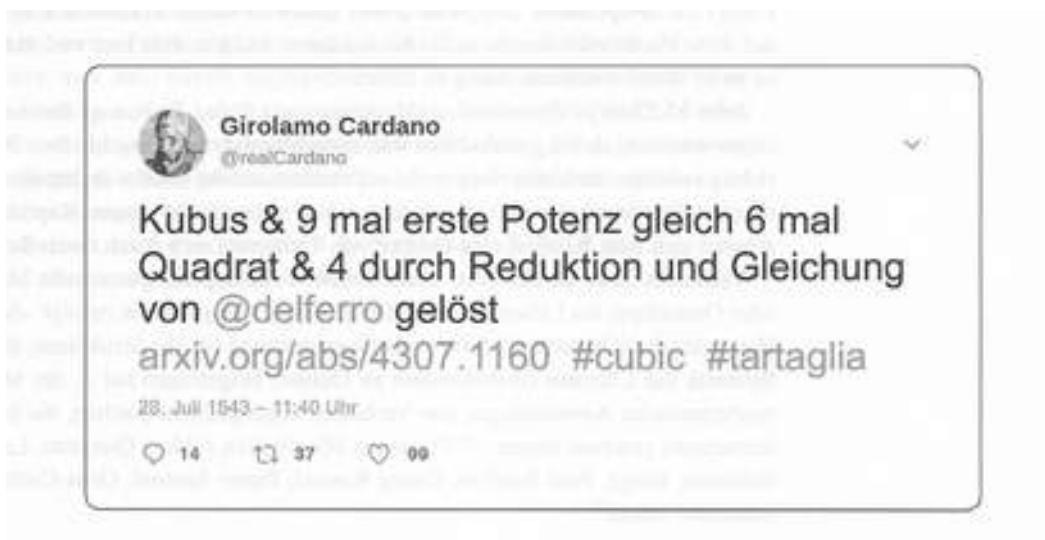 Girolamo Cardano
@realCardano
Kubus & 9 mal erste Potenz gleich 6 mal
Quadrat & 4 durch Reduktion und Gleichung
von @delferro gelöst
arxiv.org/abs/4307.1160 #cubic #tartaglia
28. Juli 1543 – 11:40 Uhr
14 37 99